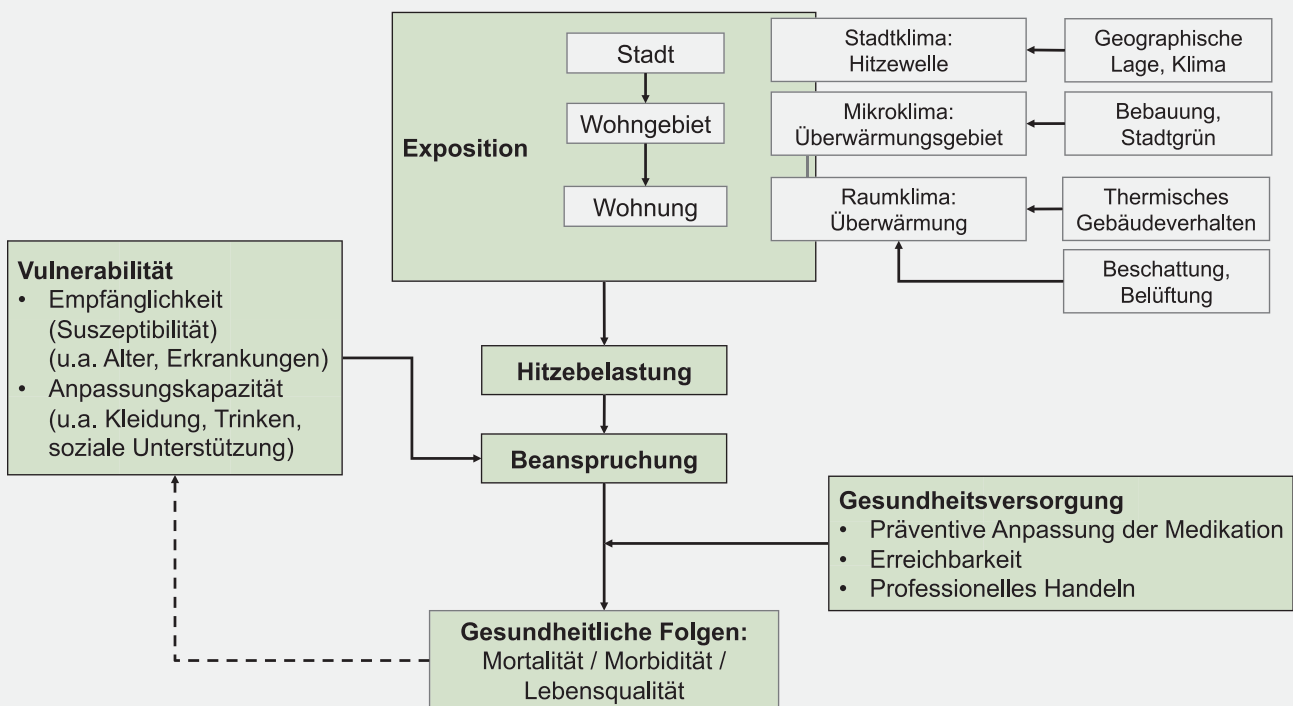 Exposition
Stadt
Wohngebiet
Wohnung
Stadtklima:
Hitzewelle
Geographische
Lage, Klima
Mikroklima:
Überwärmungsgebiet
Bebauung,
Stadtgrün
Raumklima:
Überwärmung
Thermisches
Gebäudeverhalten
Beschattung,
Belüftung
Vulnerabilität
• Empfänglichkeit
(Suszeptibilität)
(u.a. Alter, Erkrankungen)
• Anpassungskapazität
(u.a. Kleidung, Trinken,
soziale Unterstützung)
Hitzebelastung
Beanspruchung
Gesundheitsversorgung
• Präventive Anpassung der Medikation
• Erreichbarkeit
• Professionelles Handeln
Gesundheitliche Folgen:
Mortalität / Morbidität /
Lebensqualität